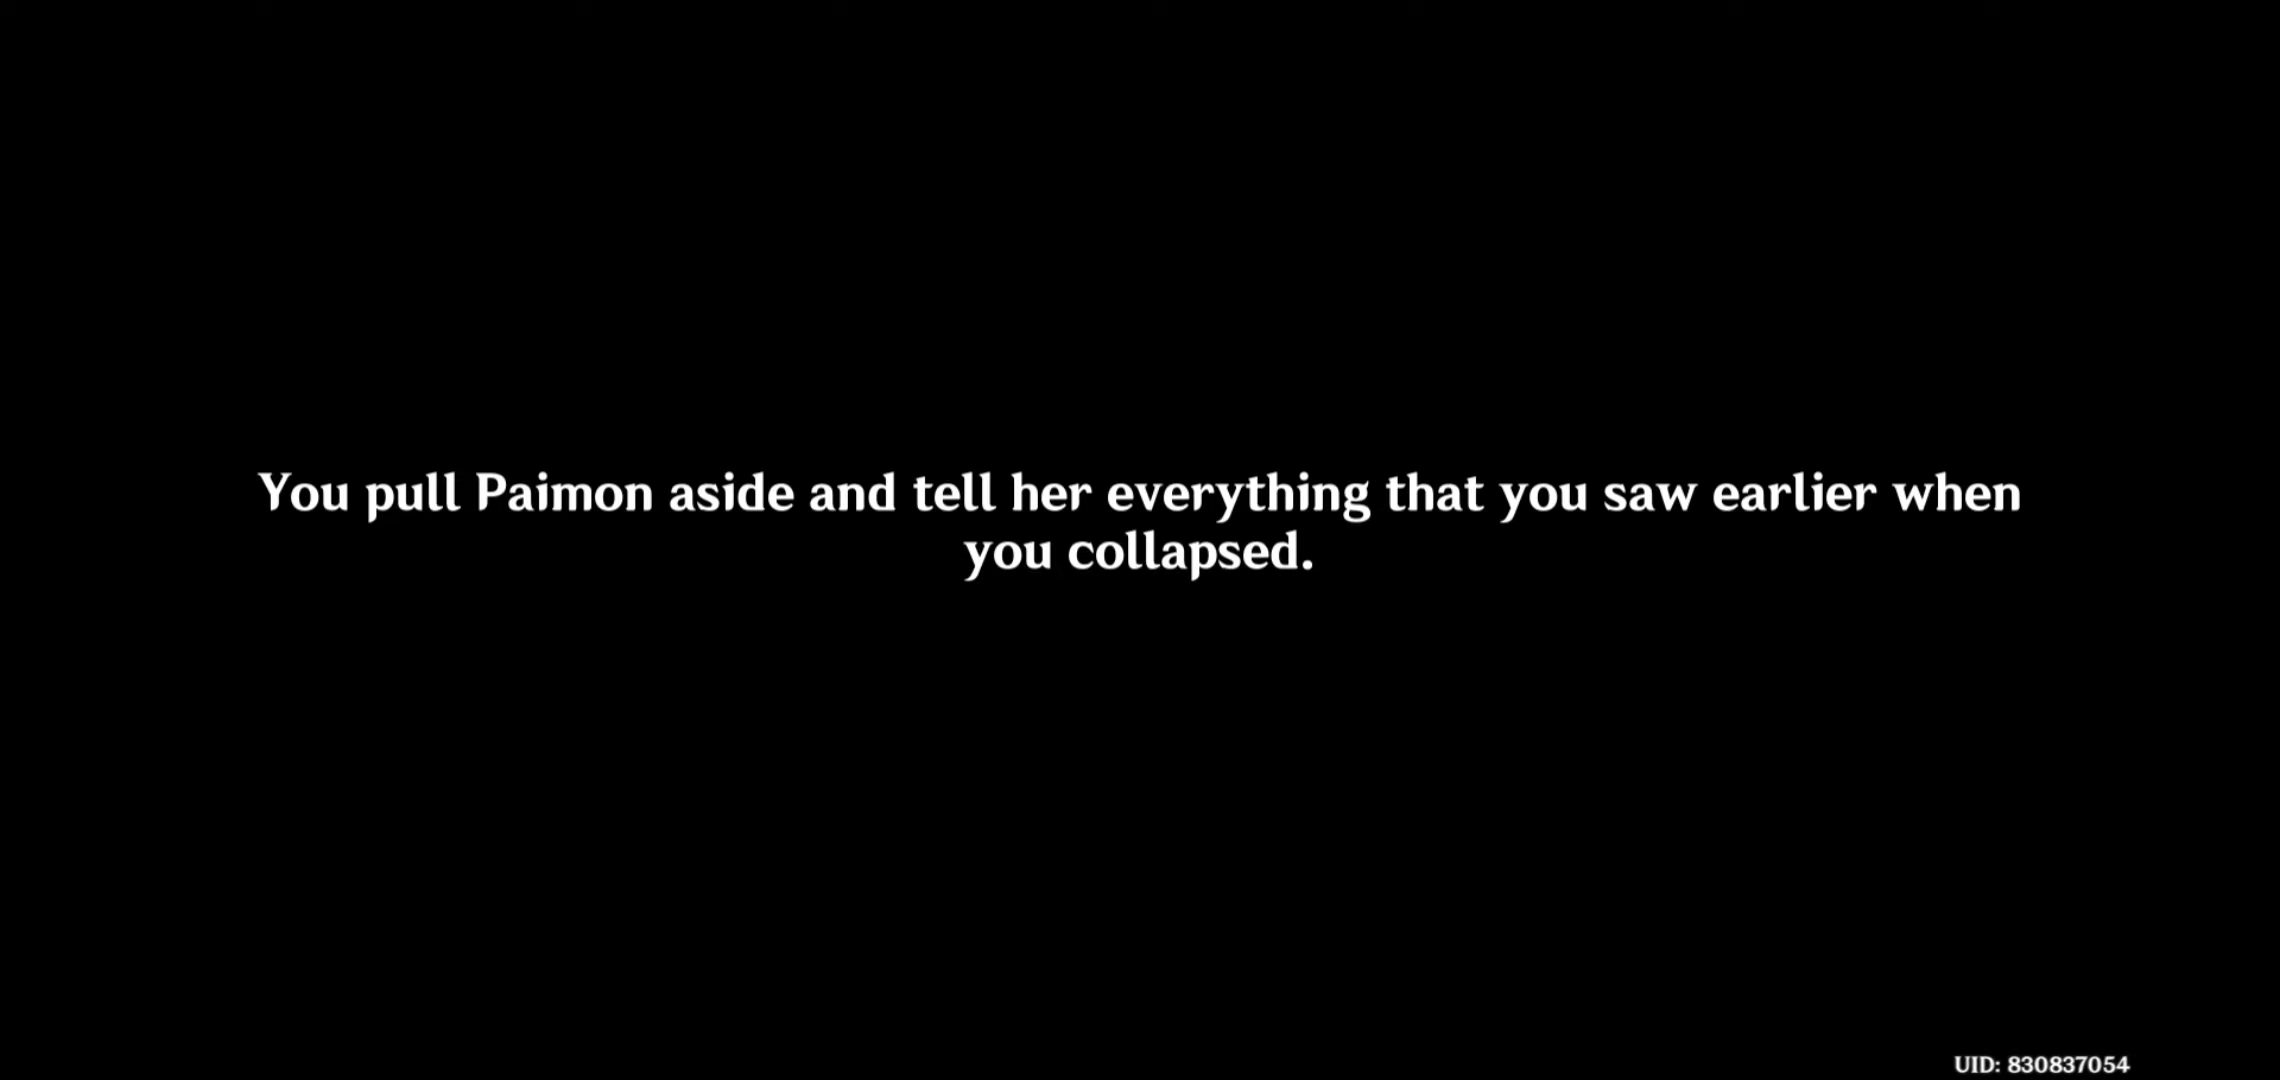 You pull Paimon aside and tell her everything that you saw earlier when
you collapsed.
UID: 830837054